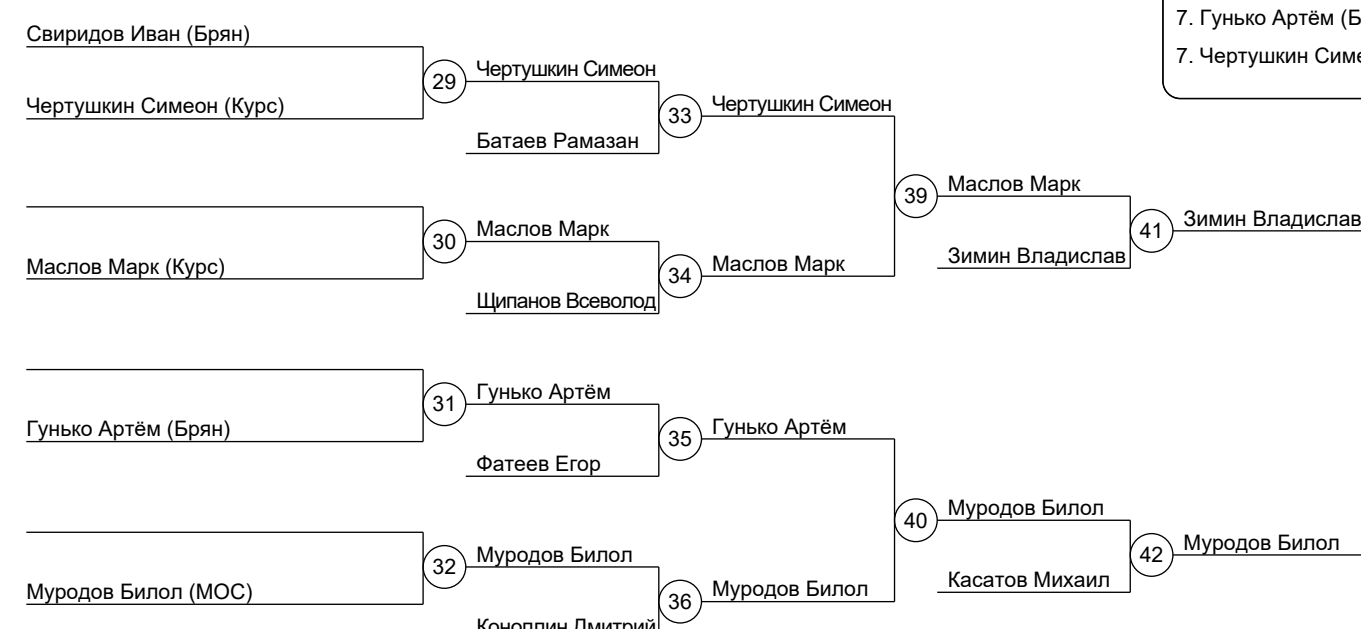 7. Гунько Артём (Б
7. Чертушкин Симе
Свиридов Иван (Брян)
Чертушкин Симеон (Курс)
29
Чертушкин Симеон
Батаев Рамазан
33
Чертушкин Симеон
Маслов Марк (Курс)
30
Маслов Марк
Щипанов Всеволод
34
Маслов Марк
39
Маслов Марк
Зимин Владислав
41
Зимин Владислав
Гунько Артём (Брян)
31
Гунько Артём
Фатеев Егор
35
Гунько Артём
Муродов Билол (МОС)
32
Муродов Билол
Коноплин Дмитрий
36
Муродов Билол
40
Муродов Билол
Касатов Михаил
42
Муродов Билол